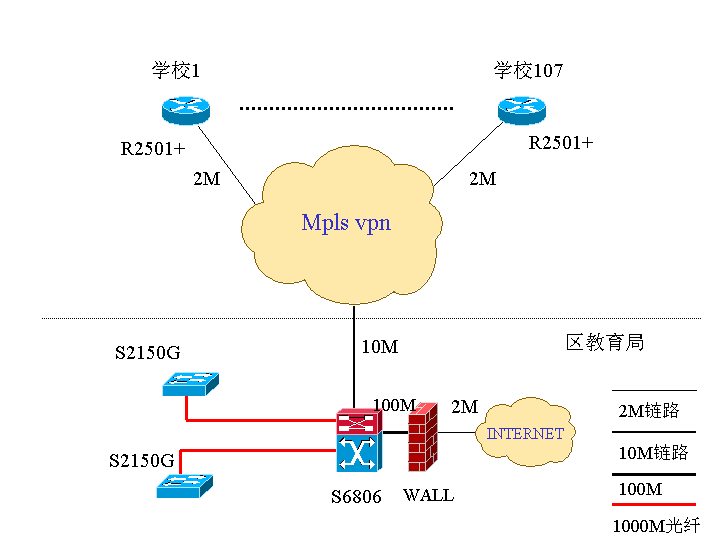 学校1
学校107
R2501+
R2501+
2M
2M
Mpls vpn
10M
区教育局
S2150G
100M
2M
2M链路
INTERNET
10M链路
S2150G
100M
S6806
WALL
1000M光纤